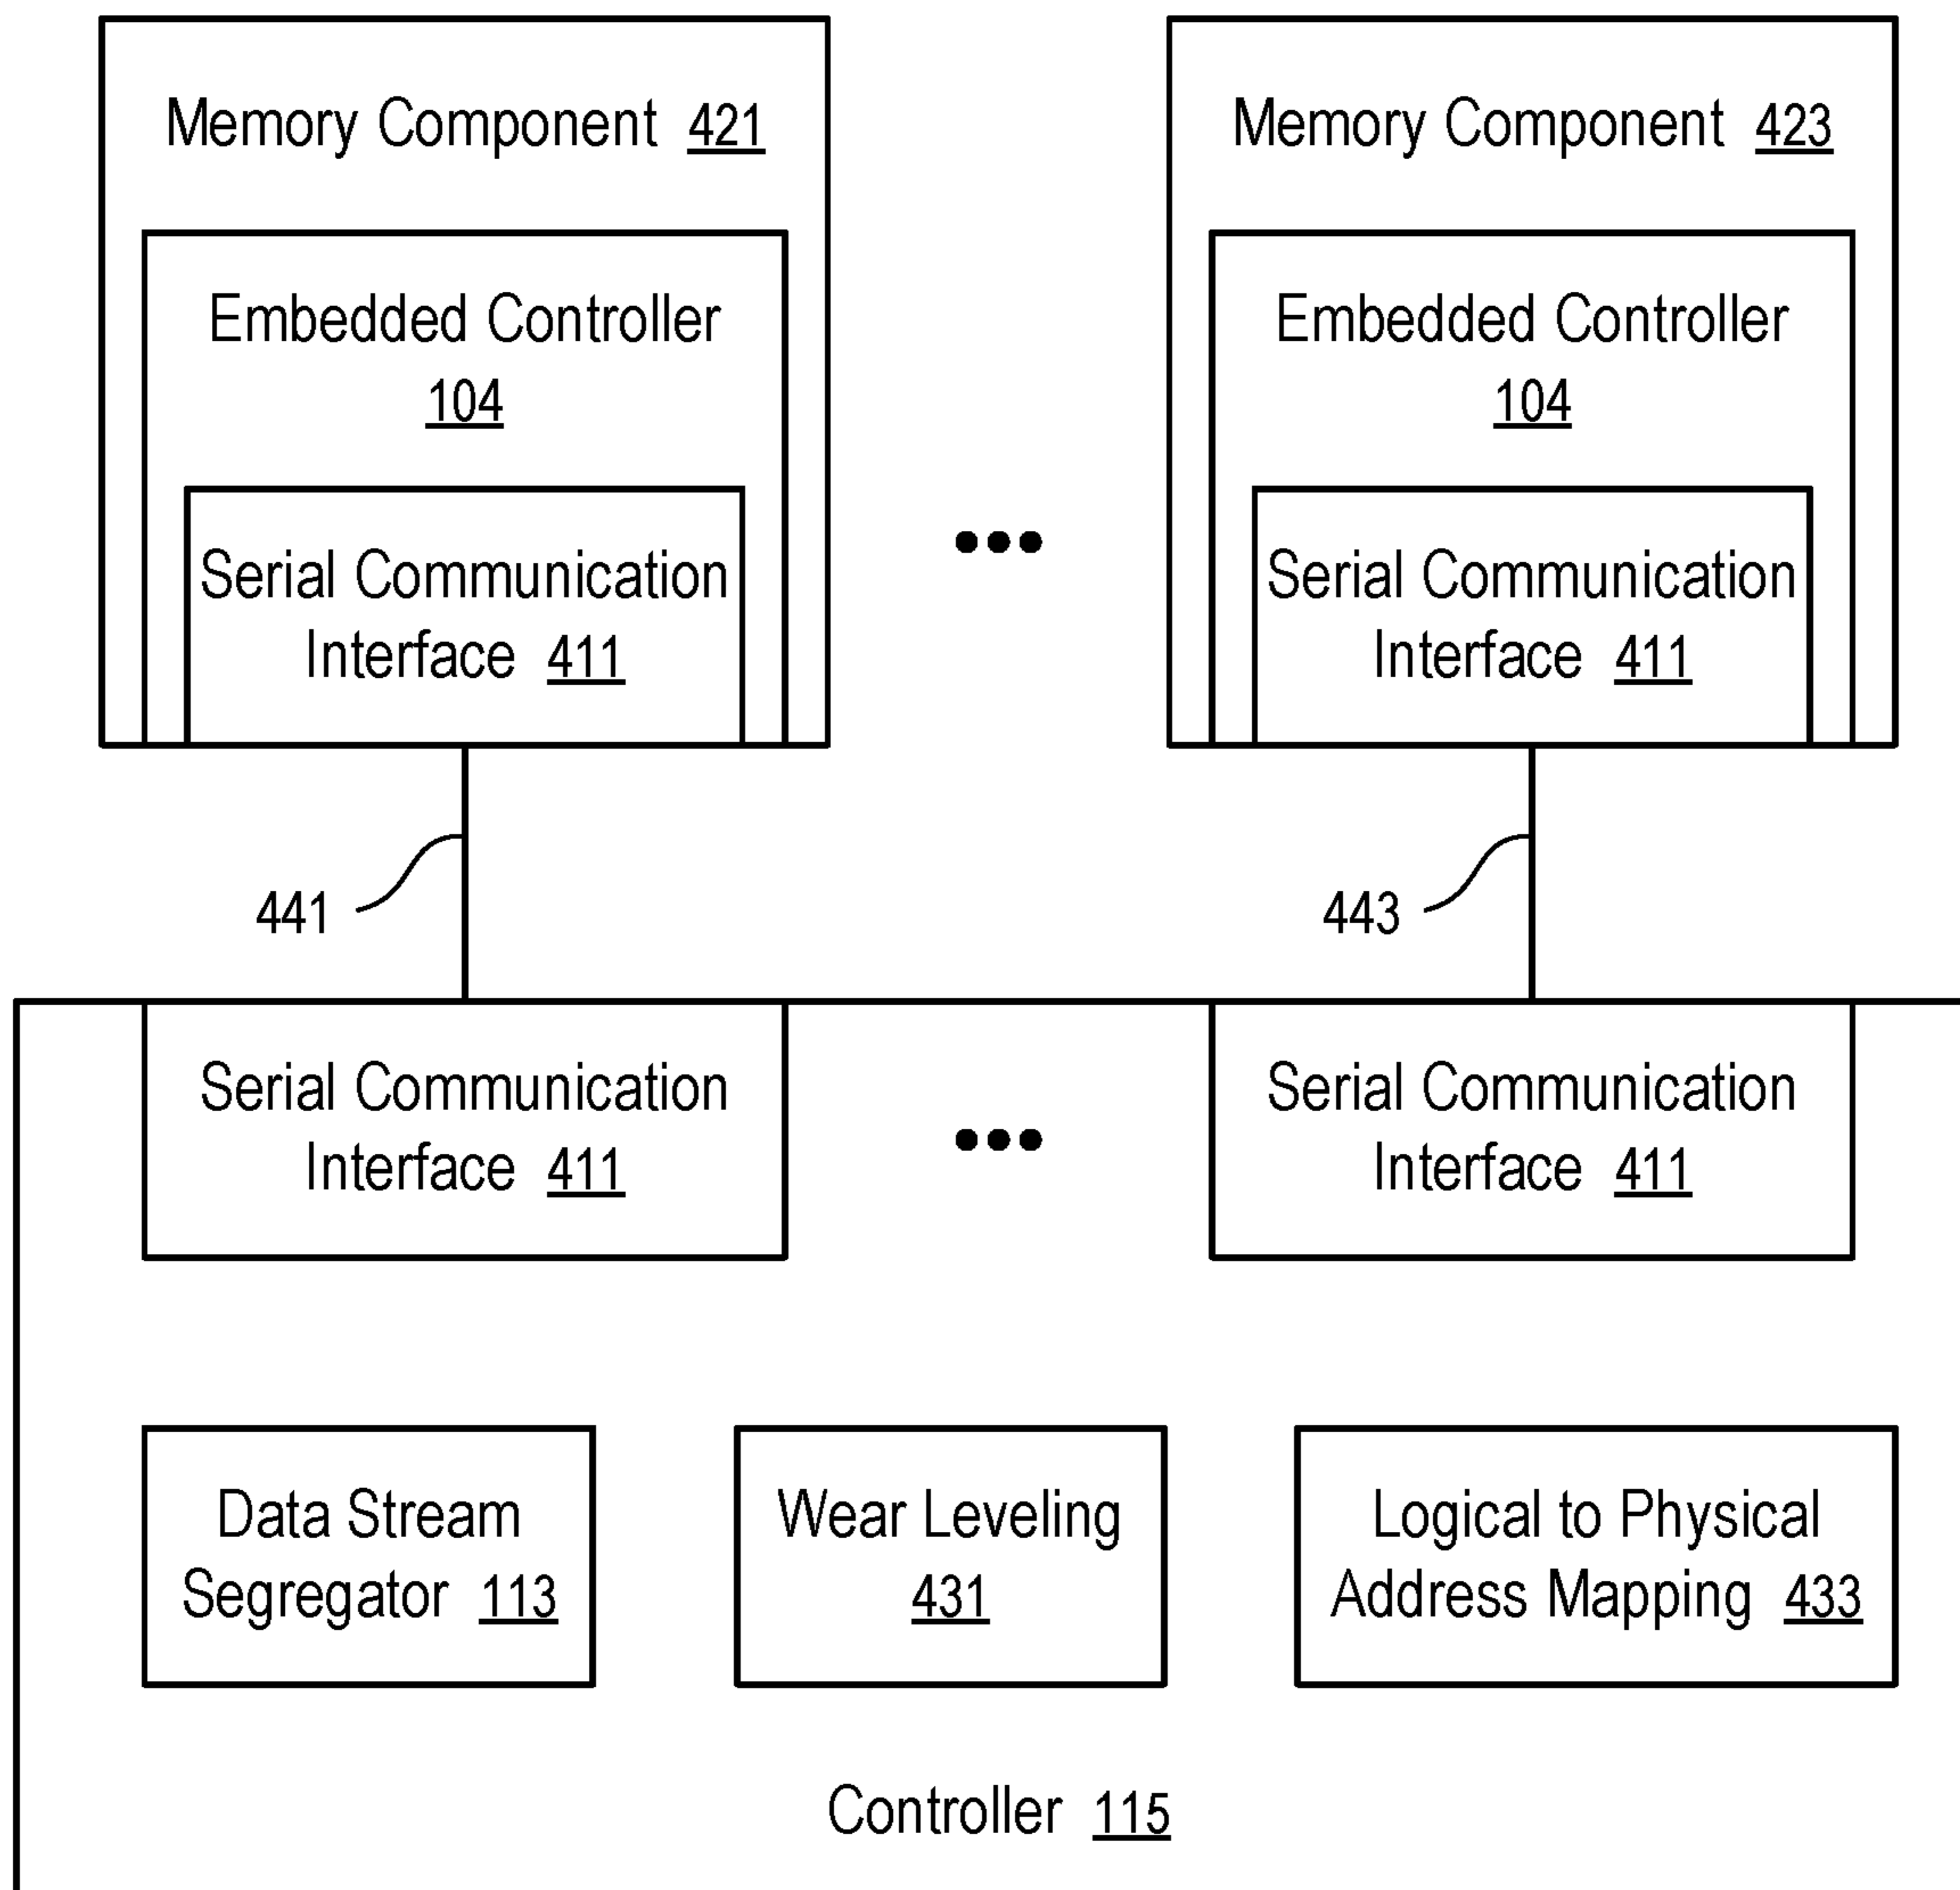 Memory Component 421
Embedded Controller
104
Serial Communication
Interface 411
Memory Component 423
Embedded Controller
104
Serial Communication
Interface 411
441
443
Serial Communication
Interface 411
Serial Communication
Interface 411
Data Stream
Segregator 113
Wear Leveling
431
Logical to Physical
Address Mapping 433
Controller 115